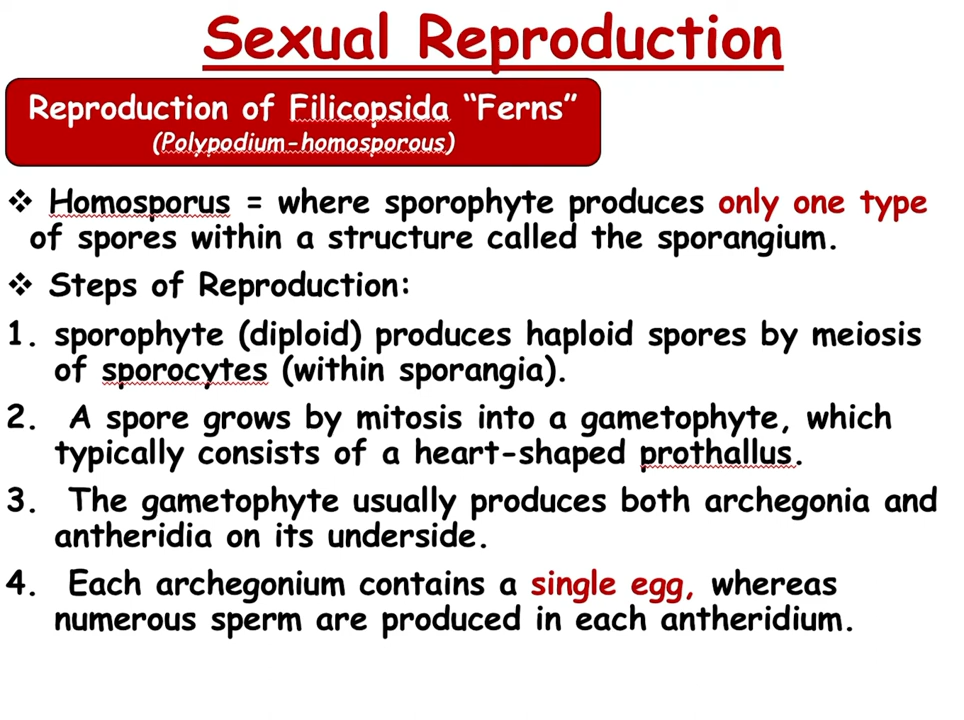 Sexual Reproduction
Reproduction of Filicopsida “Ferns”
(Polypodium-homosporous)
❖ Homosporus = where sporophyte produces only one type
of spores within a structure called the sporangium.
❖ Steps of Reproduction:
1. sporophyte (diploid) produces haploid spores by meiosis
of sporocytes (within sporangia).
2. A spore grows by mitosis into a gametophyte, which
typically consists of a heart-shaped prothallus.
3. The gametophyte usually produces both archegonia and
antheridia on its underside.
4. Each archegonium contains a single egg, whereas
numerous sperm are produced in each antheridium.